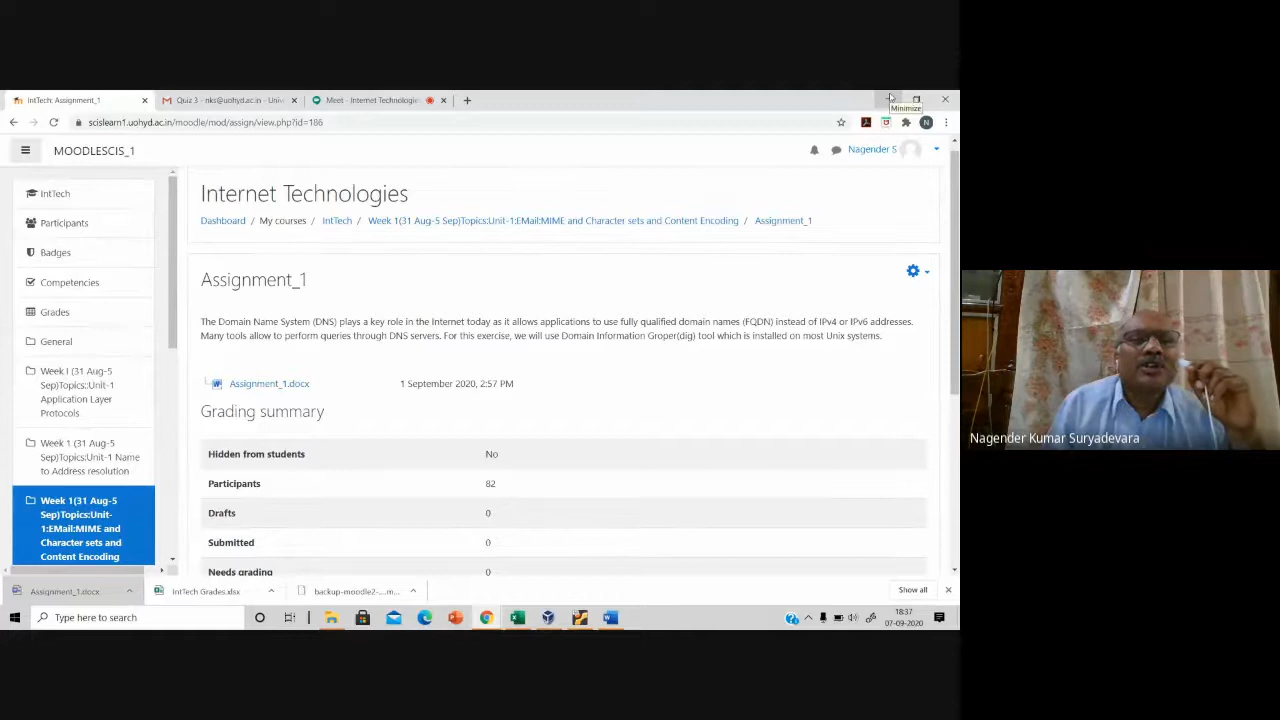 IntTech: Assignment_1
Quiz 3 - nks@uohyd.ac.in - Univ
Meet - Internet Technologies
Minimize
scislearn1.uohyd.ac.in/moodle/mod/assign/view.php?id=186
N
MOODLESCIS_1
Nagender S
IntTech
Participants
Badges
Competencies
Grades
General
Week I (31 Aug-5
Sep)Topics:Unit-1
Application Layer
Protocols
Week 1 (31 Aug-5
Sep)Topics:Unit-1 Name
to Address resolution
Week 1(31 Aug-5
Sep)Topics:Unit-
1:EMail:MIME and
Character sets and
Content Encoding
Internet Technologies
Dashboard / My courses / IntTech / Week 1(31 Aug-5 Sep)Topics:Unit-1:EMail:MIME and Character sets and Content Encoding / Assignment_1
Assignment_1
The Domain Name System (DNS) plays a key role in the Internet today as it allows applications to use fully qualified domain names (FQDN) instead of IPv4 or IPv6 addresses.
Many tools allow to perform queries through DNS servers. For this exercise, we will use Domain Information Groper(dig) tool which is installed on most Unix systems.
Assignment_1.docx 1 September 2020, 2:57 PM
Grading summary
Hidden from students No
Participants 82
Drafts 0
Submitted 0
Needs grading 0
Nagender Kumar Suryadevara
Assignment_1.docx
IntTech Grades.xlsx
backup-moodle2-...m...
Show all
Type here to search
18:37
07-09-2020